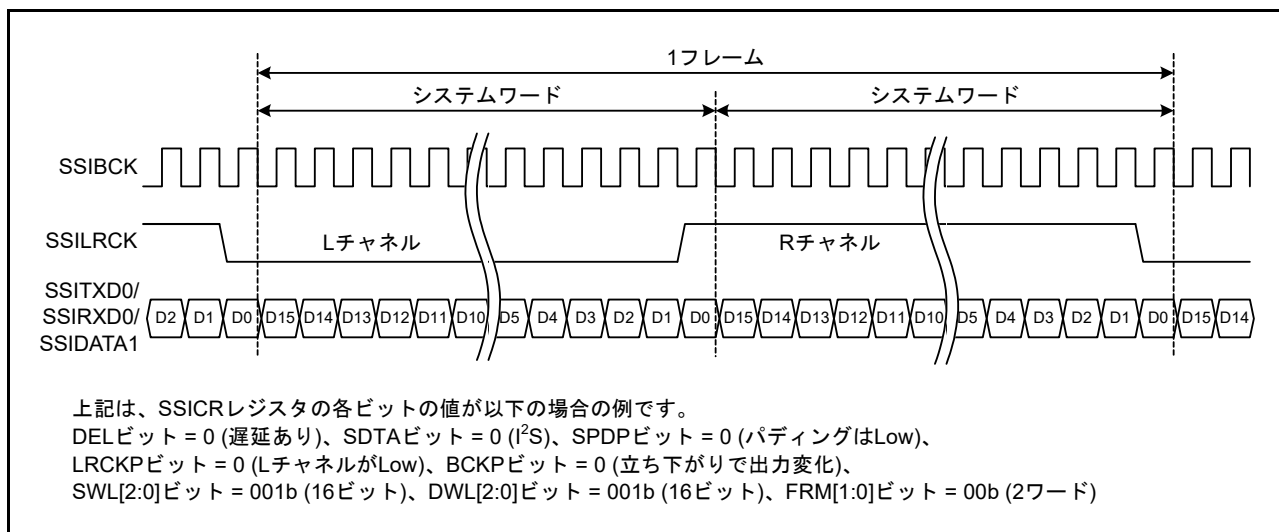 1フレーム
システムワード システムワード
SSIBCK
SSILRCK Lチャネル Rチャネル
SSITXD0/
SSIRXD0/
SSIDATA1
D2 D1 D0 D15 D14 D13 D12 D11 D10 D5 D4 D3 D2 D1 D0 D15 D14 D13 D12 D11 D10 D5 D4 D3 D2 D1 D0 D15 D14
上記は、SSICRレジスタの各ビットの値が以下の場合の例です。
DELビット = 0 (遅延あり)、SDTAビット = 0 (I²S)、SPDPビット = 0 (パディングはLow)、
LRCKPビット = 0 (LチャネルがLow)、BCKPビット = 0 (立ち下がりで出力変化)、
SWL[2:0]ビット = 001b (16ビット)、DWL[2:0]ビット = 001b (16ビット)、FRM[1:0]ビット = 00b (2ワード)